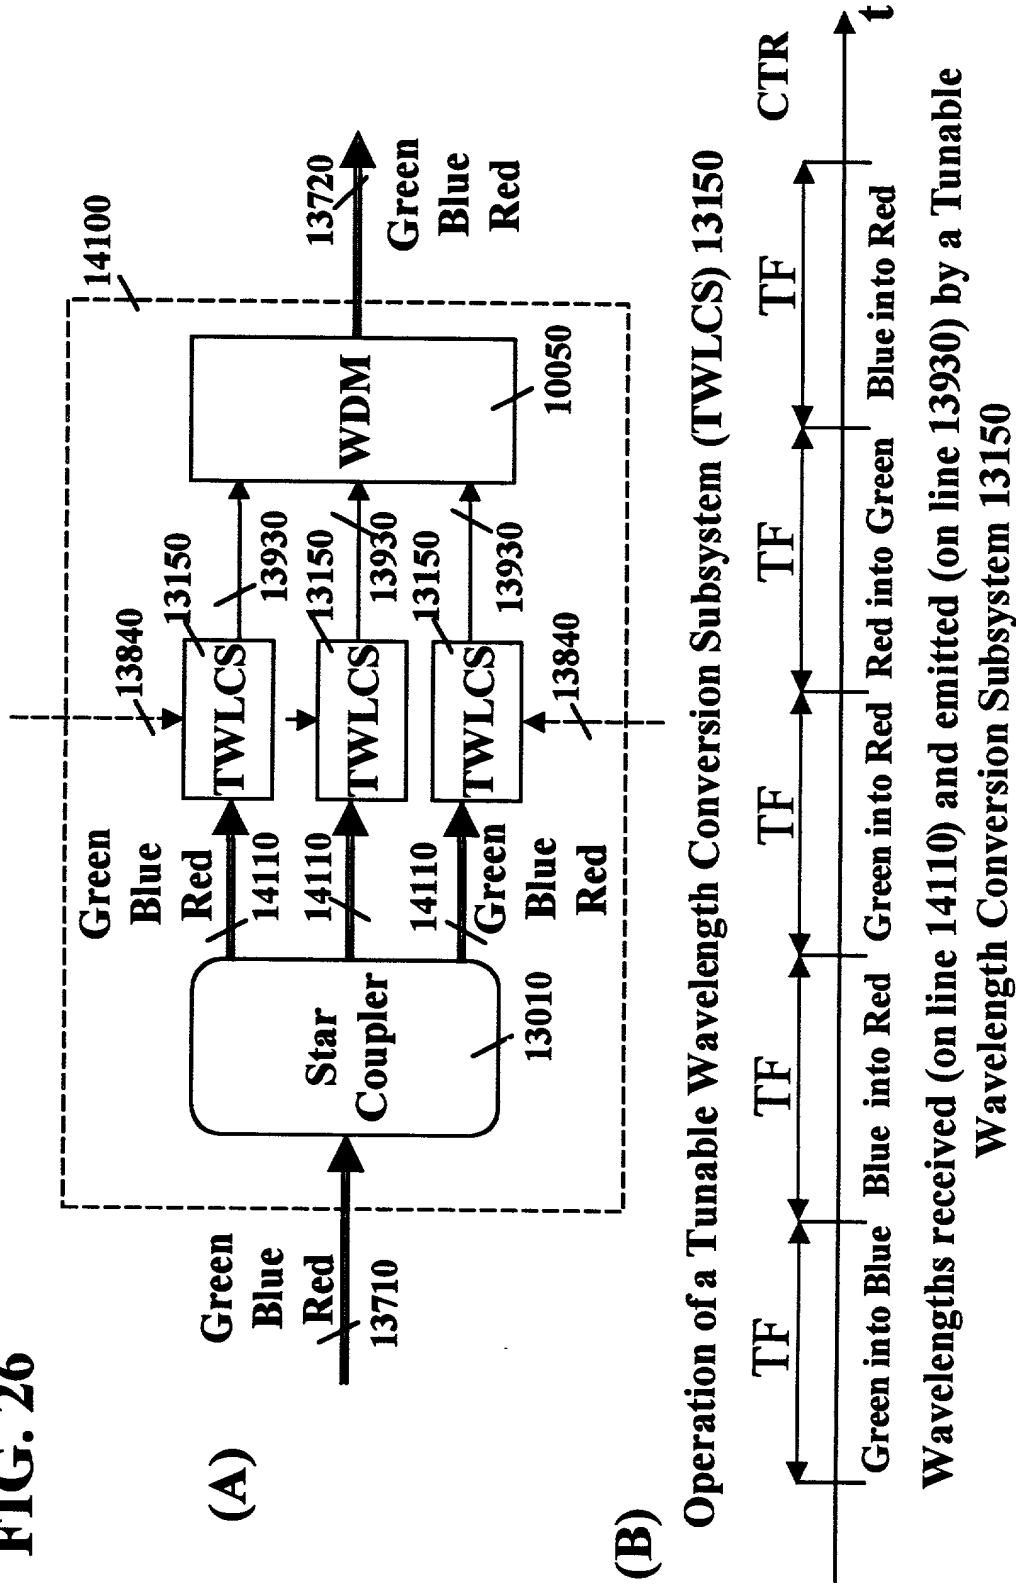 FIG. 26
(A)
14100
Green
Blue
Red
13710
Star
Coupler
13010
Green
Blue
Red
14110
14110
14110
Green
Blue
Red
13840
TWLCS
13150
TWLCS
13150
TWLCS
13150
13840
13930
13930
13930
WDM
10050
13720
Green
Blue
Red
(B)
Operation of a Tunable Wavelength Conversion Subsystem (TWLCS) 13150
TF
TF
TF
TF
TF
CTR
t
Green into Blue
Blue into Red
Green into Red
Red into Green
Blue into Red
Wavelengths received (on line 14110) and emitted (on line 13930) by a Tunable
Wavelength Conversion Subsystem 13150